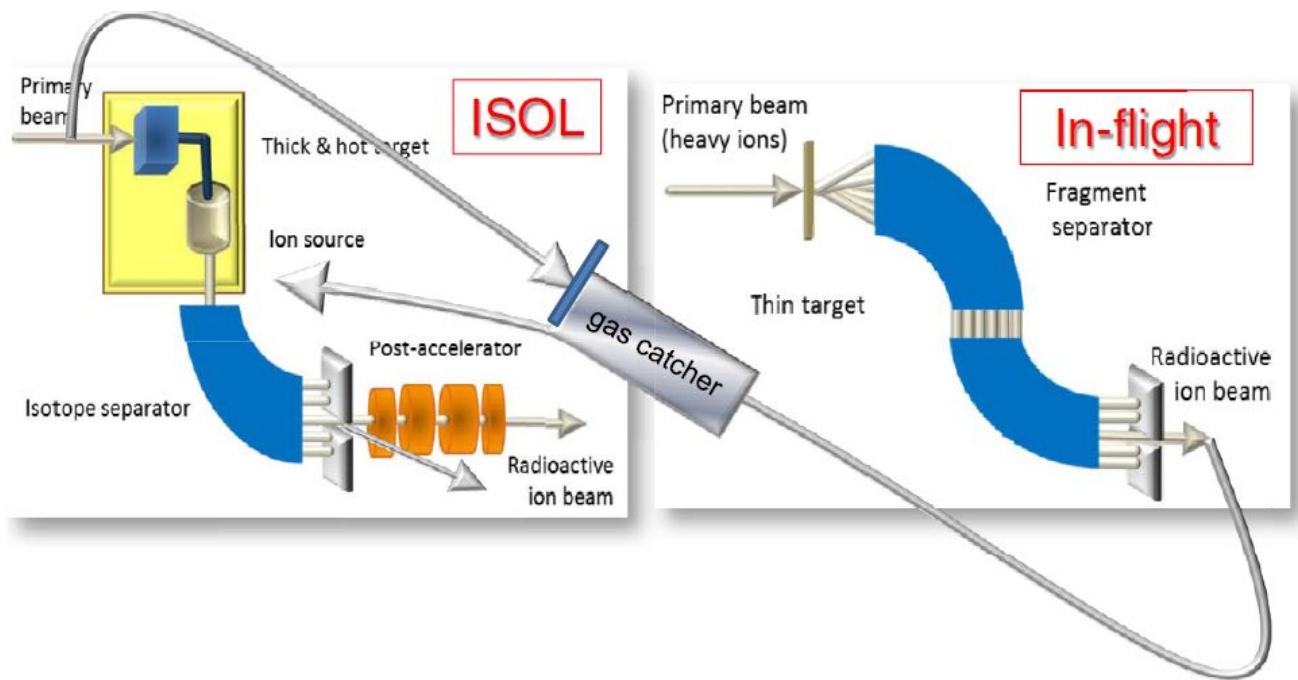 Primary
beam
ISOL
Thick & hot target
Ion source
Post-accelerator
Isotope separator
Radioactive
ion beam
gas catcher
Primary beam
(heavy ions)
In-flight
Fragment
separator
Thin target
Radioactive
ion beam